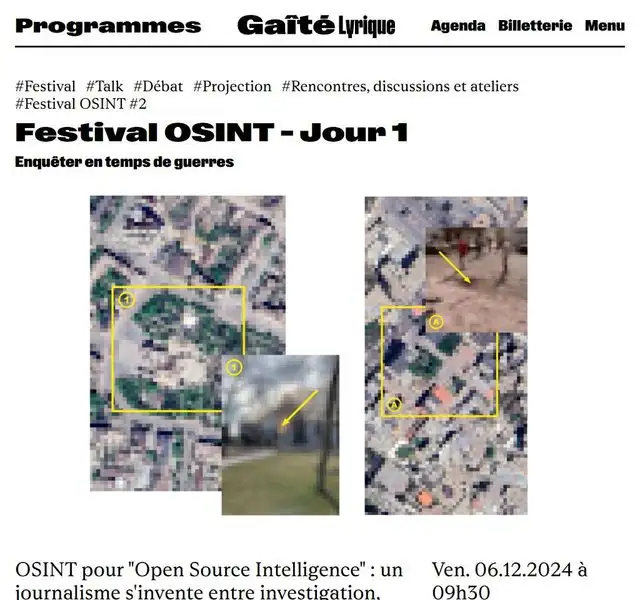 Programmes Gaîté Lyrique Agenda Billetterie Menu
#Festival #Talk #Débat #Projection #Rencontres, discussions et ateliers
#Festival OSINT #2
Festival OSINT - Jour 1
Enquêter en temps de guerres
1
1
A
A
OSINT pour "Open Source Intelligence" : un
journalisme s'invente entre investigation,
Ven. 06.12.2024 à
09h30